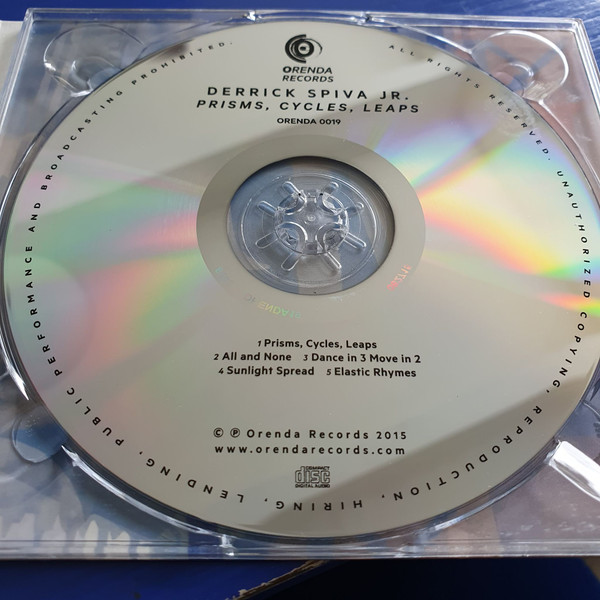 ORENDA
RECORDS
DERRICK SPIVA JR.
PRISMS, CYCLES, LEAPS
ORENDA 0019
1 Prisms, Cycles, Leaps
2 All and None 3 Dance in 3 Move in 2
4 Sunlight Spread 5 Elastic Rhymes
© ℗ Orenda Records 2015
www.orendarecords.com
COMPACT
disc
DIGITAL AUDIO
ALL RIGHTS RESERVED. UNAUTHORIZED COPYING, REPRODUCTION, HIRING, LENDING, PUBLIC PERFORMANCE AND BROADCASTING PROHIBITED.